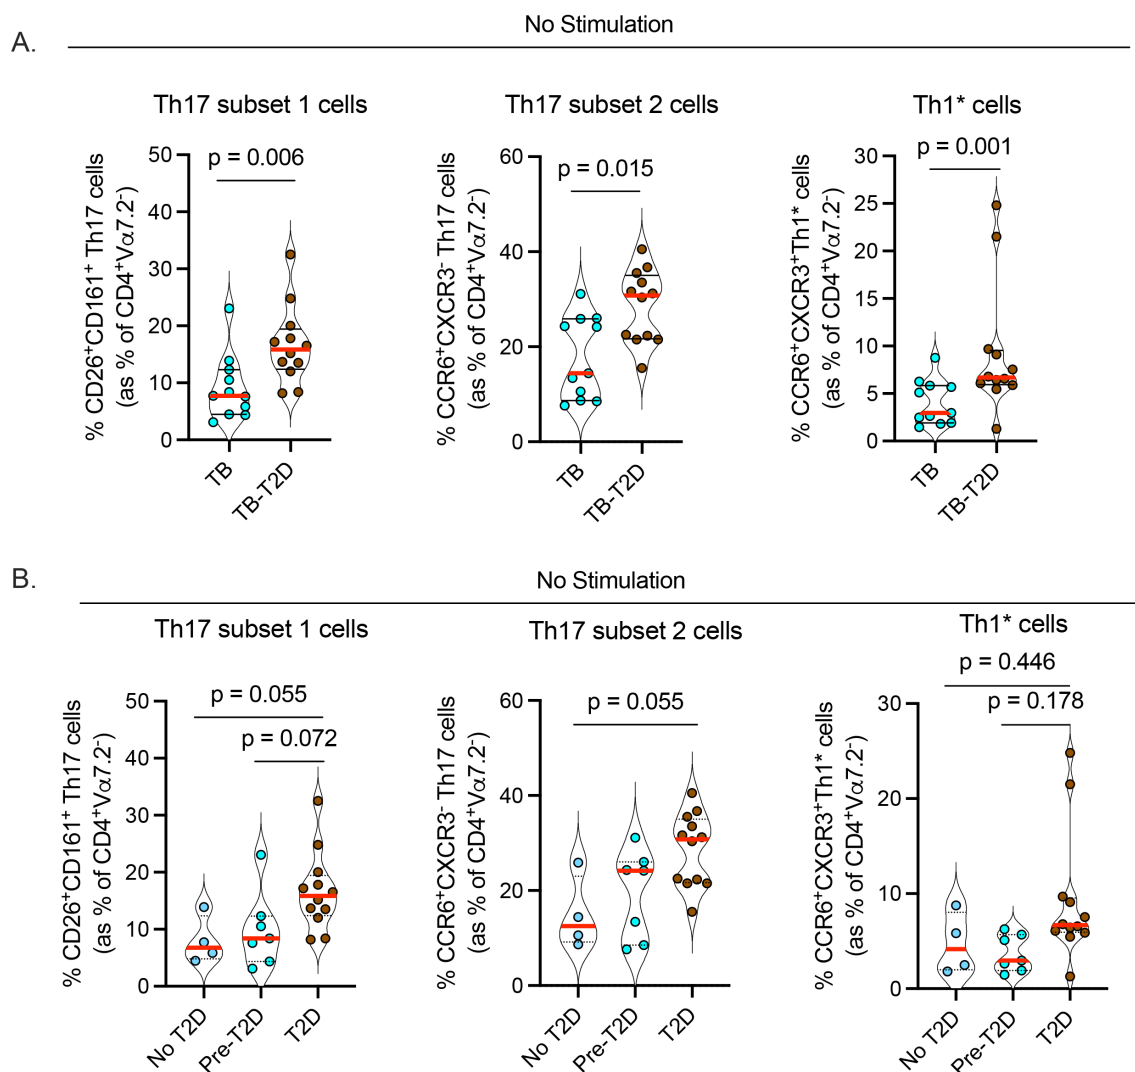 A.
No Stimulation
Th17 subset 1 cells
% CD26⁺CD161⁺ Th17 cells
(as % of CD4⁺Vα7.2⁻)
50
40
30
20
10
0
p = 0.006
TB
TB-T2D
Th17 subset 2 cells
% CCR6⁺CXCR3⁻ Th17 cells
(as % of CD4⁺Vα7.2⁻)
60
40
20
0
p = 0.015
TB
TB-T2D
Th1* cells
% CCR6⁺CXCR3⁺Th1* cells
(as % of CD4⁺Vα7.2⁻)
30
25
20
15
10
5
0
p = 0.001
TB
TB-T2D
B.
No Stimulation
Th17 subset 1 cells
% CD26⁺CD161⁺ Th17 cells
(as % of CD4⁺Vα7.2⁻)
50
40
30
20
10
0
p = 0.055
p = 0.072
No T2D
Pre-T2D
T2D
Th17 subset 2 cells
% CCR6⁺CXCR3⁻ Th17 cells
(as % of CD4⁺Vα7.2⁻)
60
40
20
0
p = 0.055
No T2D
Pre-T2D
T2D
Th1* cells
% CCR6⁺CXCR3⁺Th1* cells
(as % of CD4⁺Vα7.2⁻)
30
20
10
0
p = 0.446
p = 0.178
No T2D
Pre-T2D
T2D